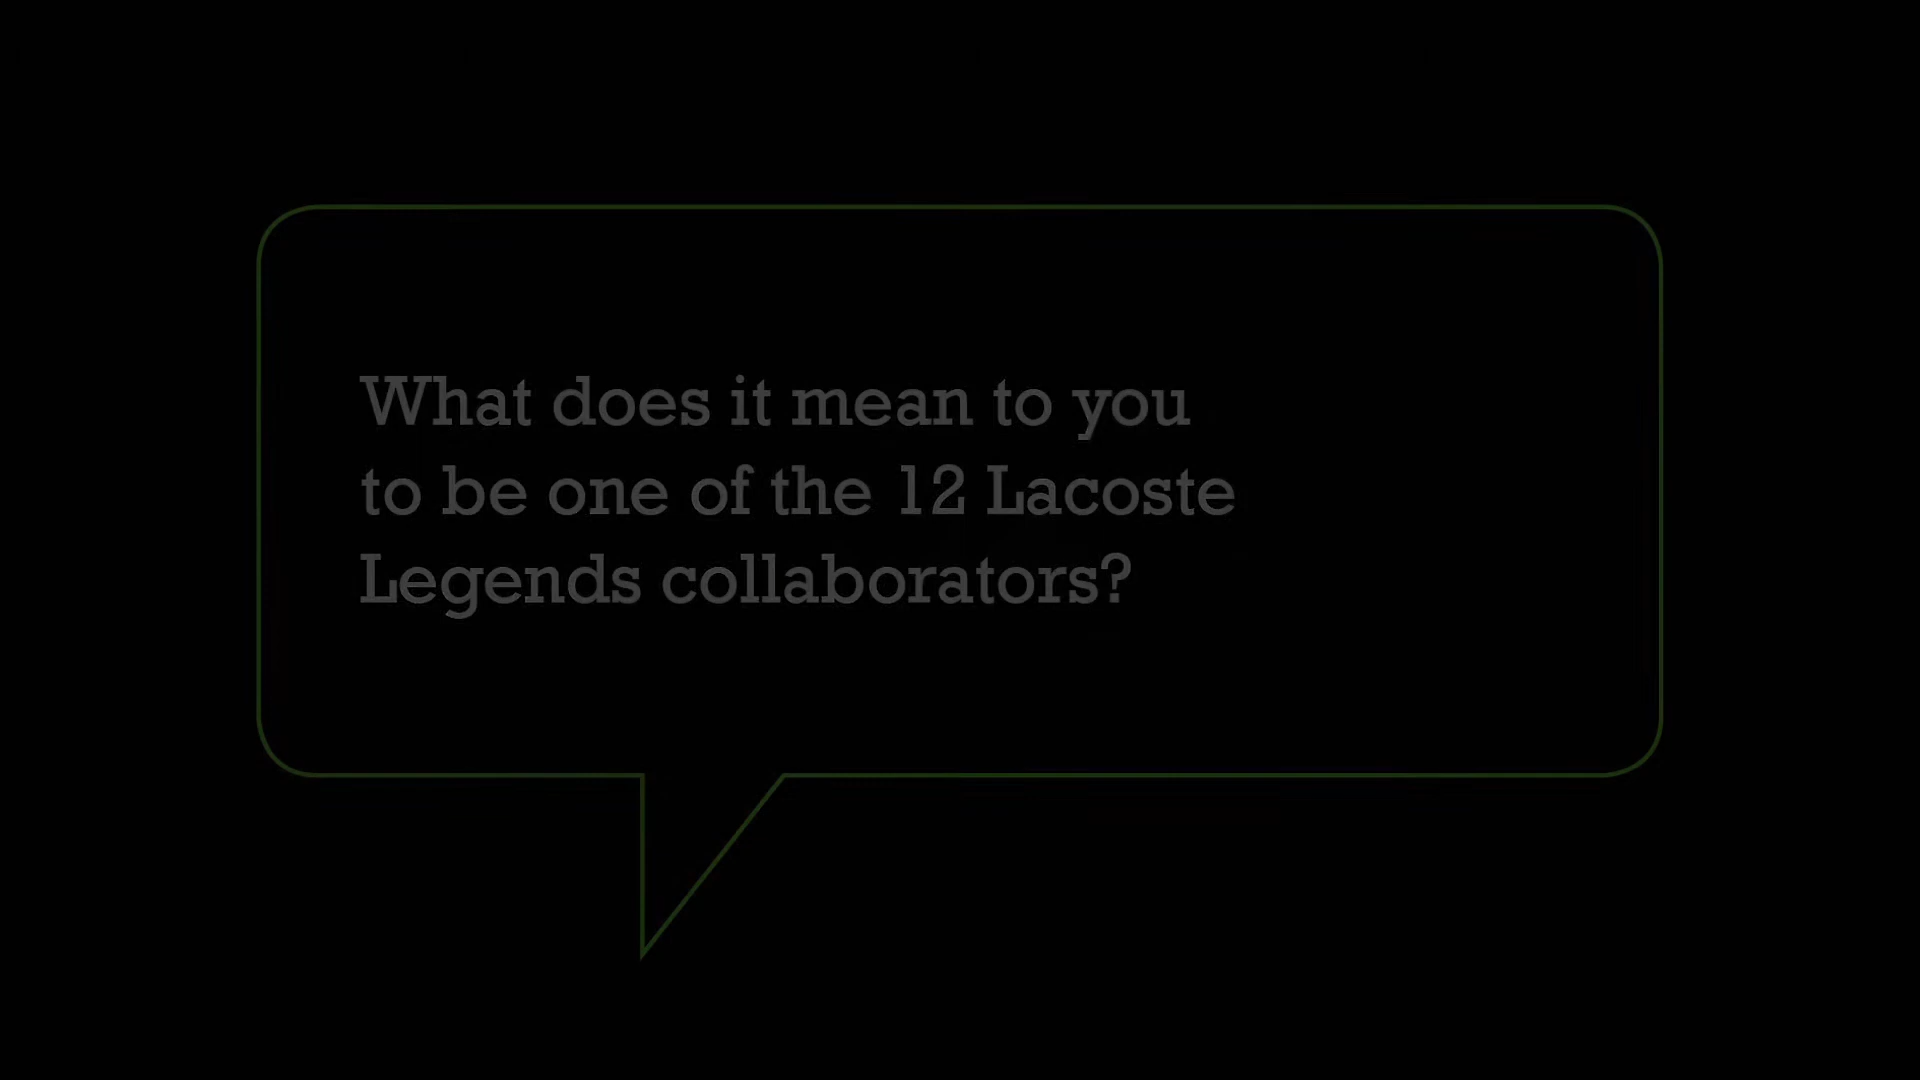 What does it mean to you
to be one of the 12 Lacoste
Legends collaborators?